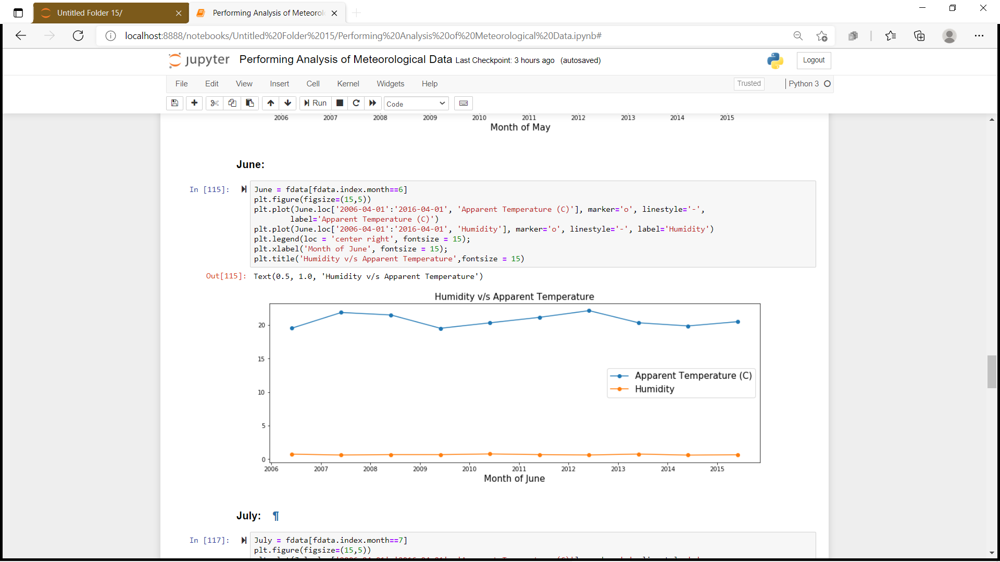 Untitled Folder 15/
Performing Analysis of Meteorol
localhost:8888/notebooks/Untitled%20Folder%2015/Performing%20Analysis%20of%20Meteorological%20Data.ipynb#
jupyter Performing Analysis of Meteorological Data Last Checkpoint: 3 hours ago (autosaved)
Logout
File Edit View Insert Cell Kernel Widgets Help
Trusted
Python 3
Run
Code
2006 2007 2008 2009 2010 2011 2012 2013 2014 2015
Month of May
June:
In [115]:
June = fdata[fdata.index.month==6]
plt.figure(figsize=(15,5))
plt.plot(June.loc['2006-04-01':'2016-04-01', 'Apparent Temperature (C)'], marker='o', linestyle='-',
label='Apparent Temperature (C)')
plt.plot(June.loc['2006-04-01':'2016-04-01', 'Humidity'], marker='o', linestyle='-', label='Humidity')
plt.legend(loc = 'center right', fontsize = 15);
plt.xlabel('Month of June', fontsize = 15);
plt.title('Humidity v/s Apparent Temperature',fontsize = 15)
Out[115]: Text(0.5, 1.0, 'Humidity v/s Apparent Temperature')
Humidity v/s Apparent Temperature
20
15
10
5
0
Apparent Temperature (C)
Humidity
2006 2007 2008 2009 2010 2011 2012 2013 2014 2015
Month of June
July: ¶
In [117]:
July = fdata[fdata.index.month==7]
plt.figure(figsize=(15,5))